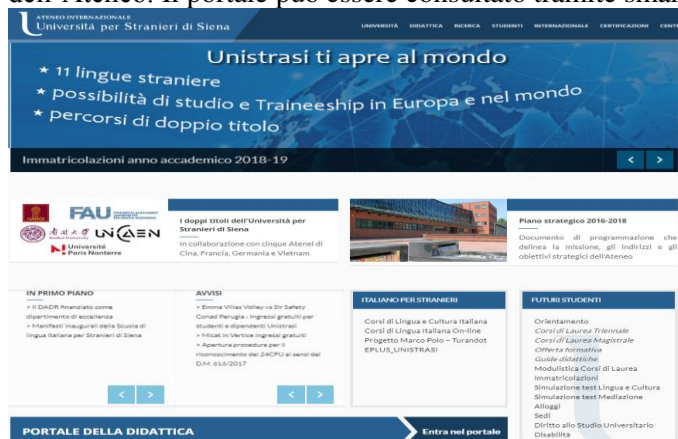 ATENEO INTERNAZIONALE
Università per Stranieri di Siena
UNIVERSITÀ DIDATTICA RICERCA STUDENTI INTERNAZIONALE CERTIFICAZIONI
Unistrasi ti apre al mondo
* 11 lingue straniere
* possibilità di studio e Traineeship in Europa e nel mondo
* percorsi di doppio titolo
Immatricolazioni anno accademico 2018-19
< >
FAU
UNICAEN
Université
Paris Nanterre
I doppi titoli dell'Università per
Stranieri di Siena
In collaborazione con cinque Atenei di
Cina, Francia, Germania e Vietnam.
Piano strategico 2016-2018
Documento di programmazione che
delinea la missione, gli indirizzi e gli
obiettivi strategici dell'Ateneo
IN PRIMO PIANO
> Il DADR finanziato come
dipartimento di eccellenza
> Manifesti inaugurali della Scuola di
lingua italiana per Stranieri di Siena
< >
AVVISI
> Emma Villas Volley vs Sir Safety
Conad Perugia - Ingressi gratuiti per
studenti e dipendenti Unistrasi
> Micat in Vertice ingressi gratuiti
> Apertura procedura per il
riconoscimento dei 24CFU ai sensi del
D.M. 616/2017
< >
ITALIANO PER STRANIERI
Corsi di Lingua e Cultura Italiana
Corsi di Lingua Italiana On-line
Progetto Marco Polo – Turandot
EPLUS_UNISTRASI
FUTURI STUDENTI
Orientamento
Corsi di Laurea Triennale
Corsi di Laurea Magistrale
Offerta formativa
Guide didattiche
Modulistica Corsi di Laurea
Immatricolazioni
Simulazione test Lingua e Cultura
Simulazione test Mediazione
Alloggi
Sedi
Diritto allo Studio Universitario
Disabilità
PORTALE DELLA DIDATTICA
Entra nel portale